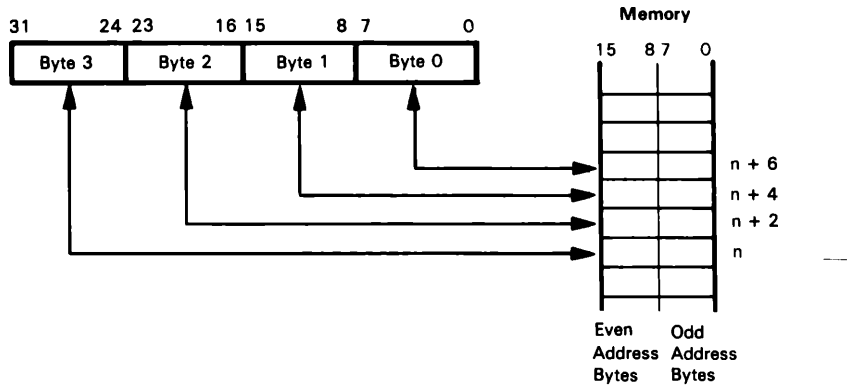 Memory
31 24 23 16 15 8 7 0
15 8 7 0
Byte 3 Byte 2 Byte 1 Byte 0
n + 6
n + 4
n + 2
n
Even Odd
Address Address
Bytes Bytes